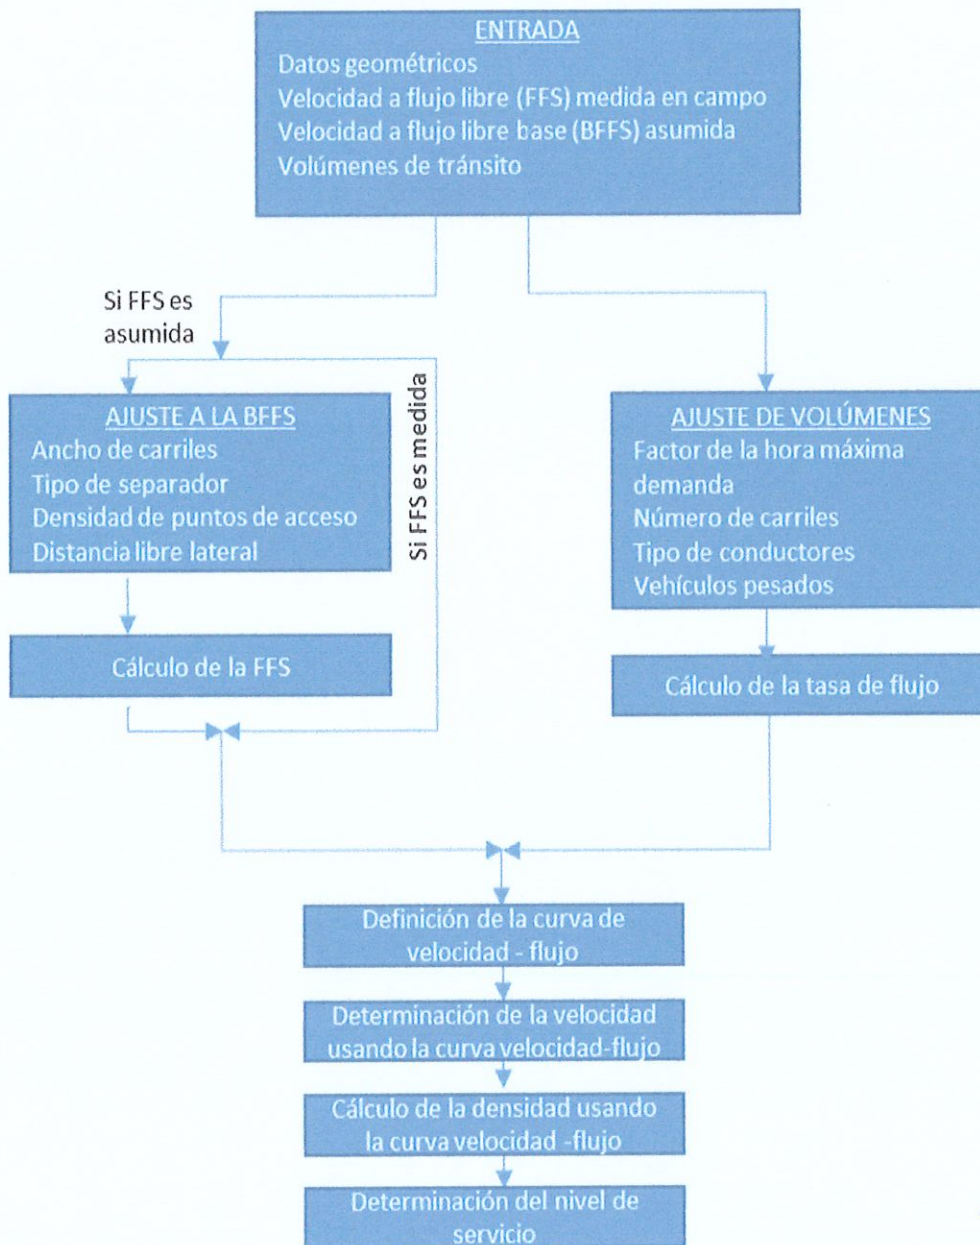 ENTRADA
Datos geométricos
Velocidad a flujo libre (FFS) medida en campo
Velocidad a flujo libre base (BFFS) asumida
Volúmenes de tránsito
Si FFS es
asumida
Si FFS es medida
AJUSTE A LA BFFS
Ancho de carriles
Tipo de separador
Densidad de puntos de acceso
Distancia libre lateral
AJUSTE DE VOLÚMENES
Factor de la hora máxima
demanda
Número de carriles
Tipo de conductores
Vehículos pesados
Cálculo de la FFS
Cálculo de la tasa de flujo
Definición de la curva de
velocidad - flujo
Determinación de la velocidad
usando la curva velocidad-flujo
Cálculo de la densidad usando
la curva velocidad -flujo
Determinación del nivel de
servicio